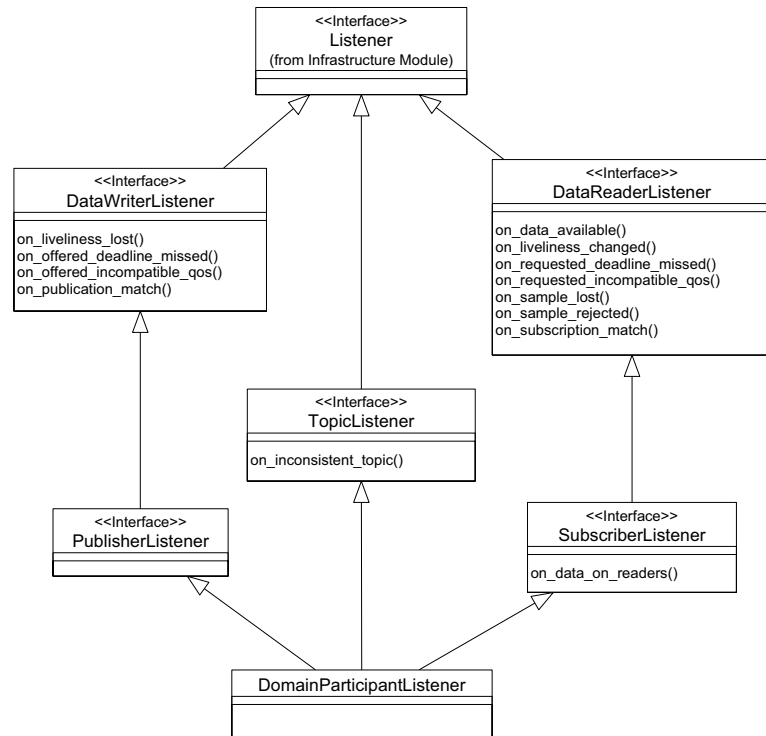 <<Interface>>
Listener
(from Infrastructure Module)
<<Interface>>
DataWriterListener
on_liveliness_lost()
on_offered_deadline_missed()
on_offered_incompatible_qos()
on_publication_match()
<<Interface>>
DataReaderListener
on_data_available()
on_liveliness_changed()
on_requested_deadline_missed()
on_requested_incompatible_qos()
on_sample_lost()
on_sample_rejected()
on_subscription_match()
<<Interface>>
TopicListener
on_inconsistent_topic()
<<Interface>>
PublisherListener
<<Interface>>
SubscriberListener
on_data_on_readers()
DomainParticipantListener